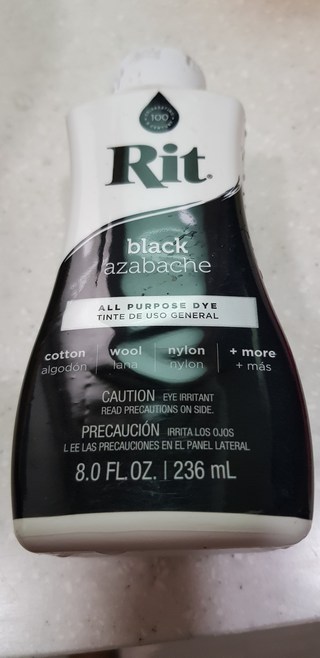 100
Rit®
black
azabache
ALL PURPOSE DYE
TINTE DE USO GENERAL
cotton | wool | nylon | + more
algodón | lana | nylon | + más
CAUTION EYE IRRITANT
READ PRECAUTIONS ON SIDE.
PRECAUCIÓN IRRITA LOS OJOS
LEE LAS PRECAUCIONES EN EL PANEL LATERAL
8.0 FL. OZ. | 236 mL